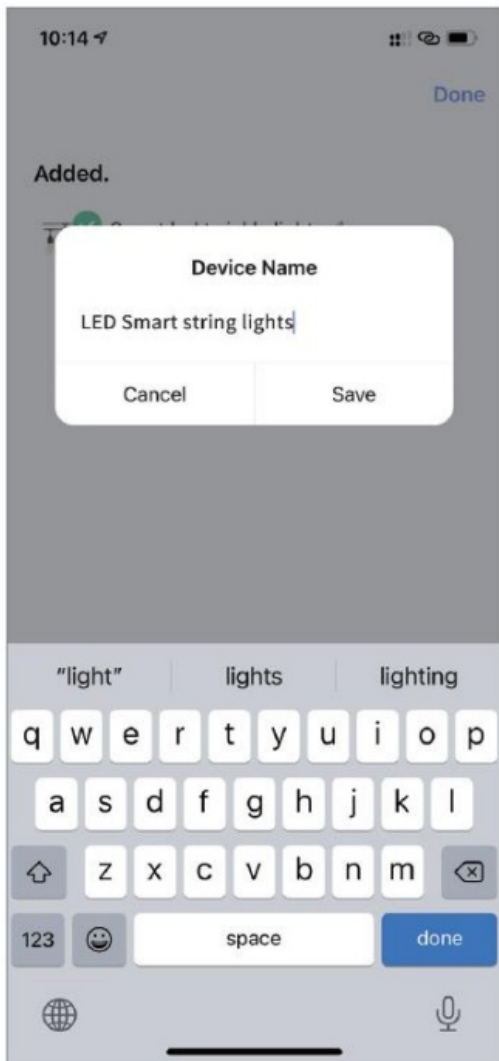 10:14
Done
Added.
Device Name
LED Smart string lights
Cancel
Save
"light"
lights
lighting
q w e r t y u i o p
a s d f g h j k l
z x c v b n m
123
space
done